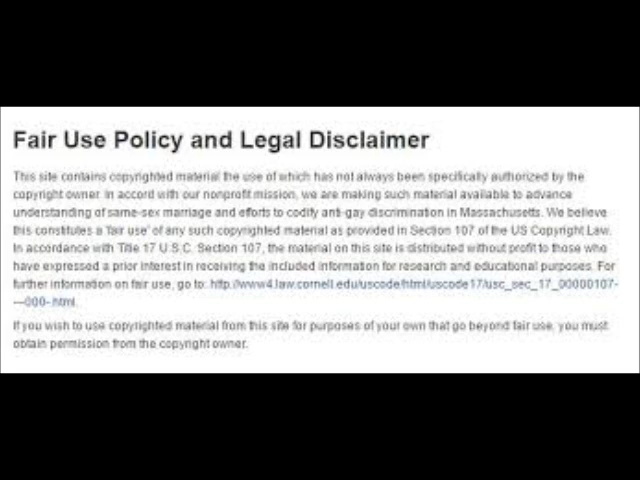 Fair Use Policy and Legal Disclaimer
This site contains copyrighted material the use of which has not always been specifically authorized by the
copyright owner. In accord with our nonprofit mission, we are making such material available to advance
understanding of same-sex marriage and efforts to codify anti-gay discrimination in Massachusetts. We believe
this constitutes a 'fair use' of any such copyrighted material as provided in Section 107 of the US Copyright Law.
In accordance with Title 17 U.S.C. Section 107, the material on this site is distributed without profit to those who
have expressed a prior interest in receiving the included information for research and educational purposes. For
further information on fair use, go to: http://www4.law.cornell.edu/uscode/html/uscode17/usc_sec_17_00000107-
---000-.html.
If you wish to use copyrighted material from this site for purposes of your own that go beyond fair use, you must
obtain permission from the copyright owner.